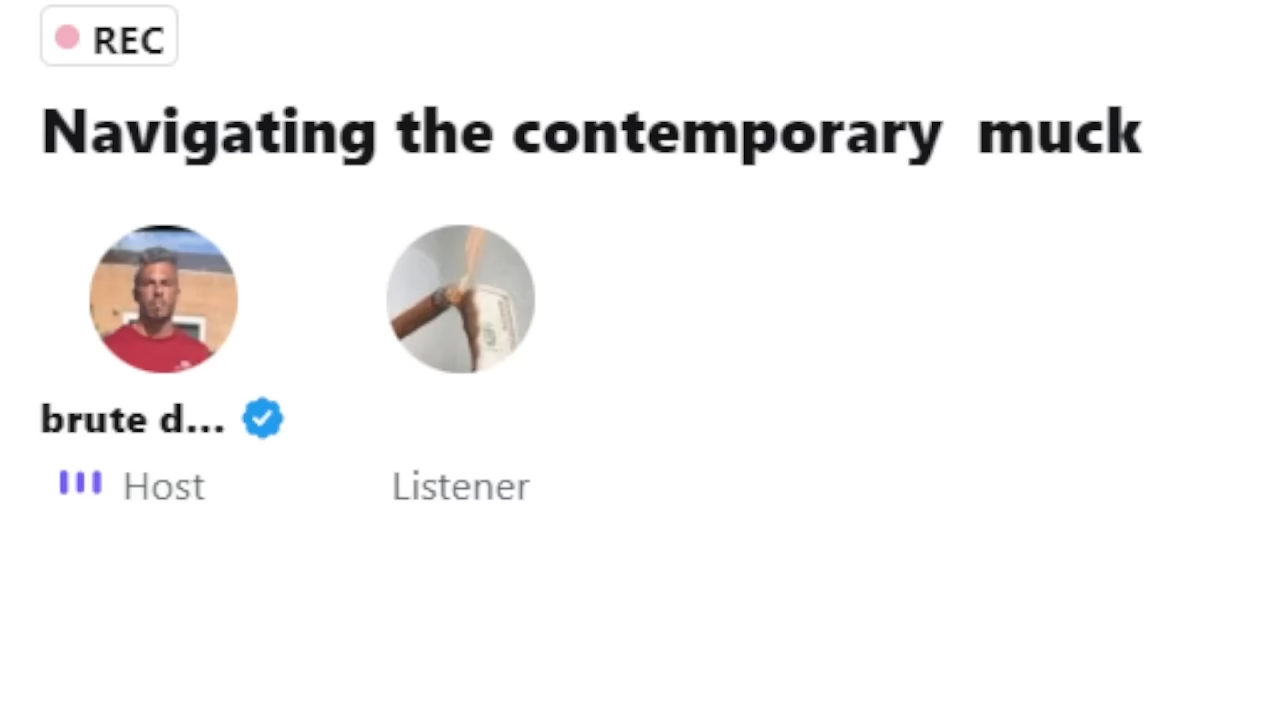 REC
Navigating the contemporary  muck
brute d...
Host
Listener